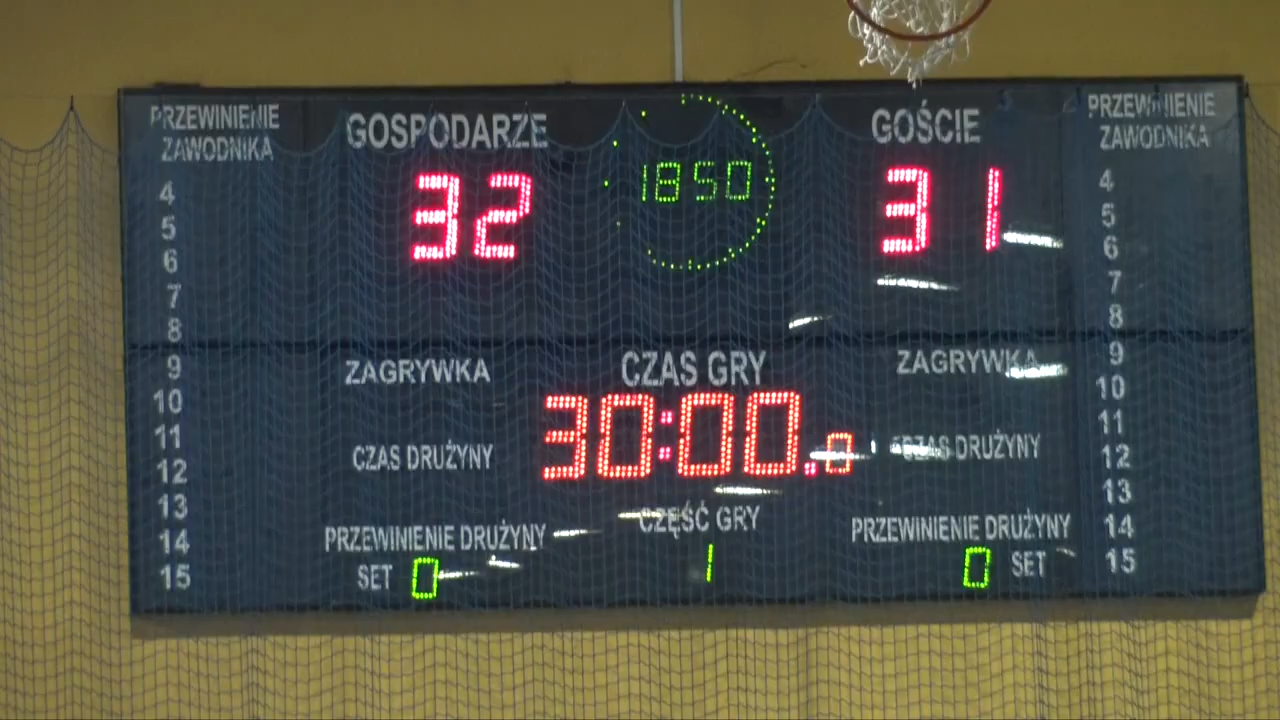 PRZEWINIENIE
ZAWODNIKA
4
5
6
7
8
9
10
11
12
13
14
15
GOSPODARZE
32
1850
GOŚCIE
31
ZAGRYWKA
CZAS GRY
ZAGRYWKA
30:00.0
CZAS DRUŻYNY
CZAS DRUŻYNY
CZĘŚĆ GRY
1
PRZEWINIENIE DRUŻYNY
SET 0
PRZEWINIENIE DRUŻYNY
0 SET
PRZEWINIENIE
ZAWODNIKA
4
5
6
7
8
9
10
11
12
13
14
15